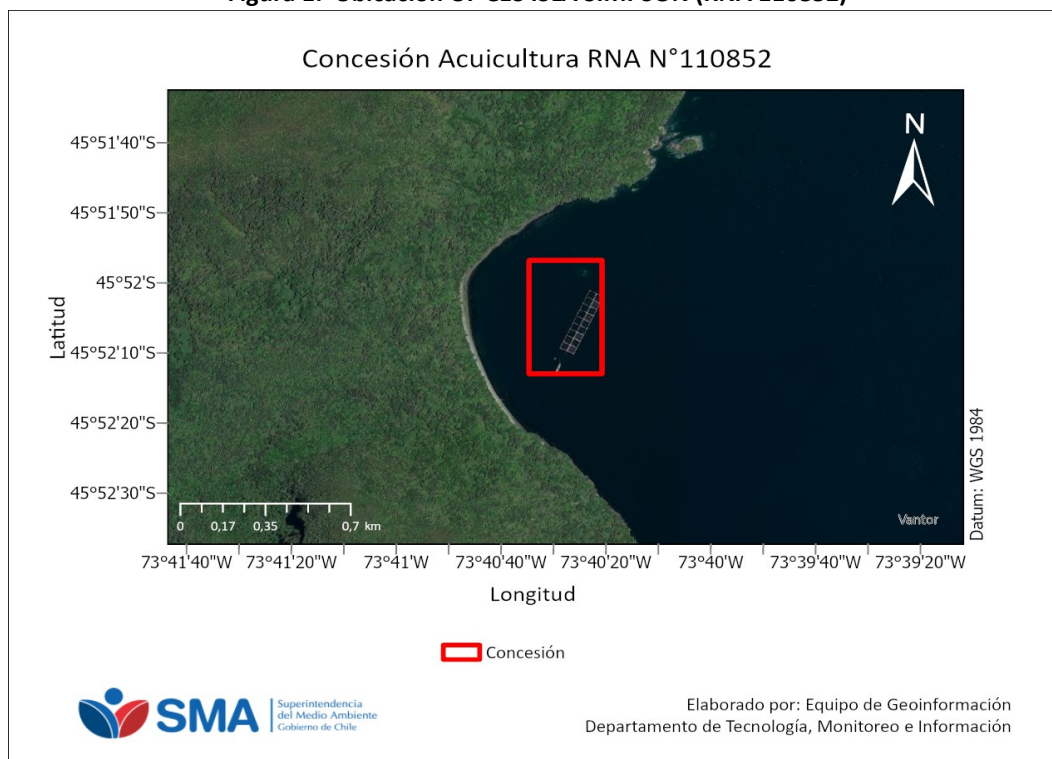 Concesión Acuicultura RNA N°110852
N
45°51'40"S
45°51'50"S
45°52'S
45°52'10"S
45°52'20"S
45°52'30"S
Latitud
0 0,17 0,35 0,7 km
Vantor
Datum: WGS 1984
73°41'40"W 73°41'20"W 73°41'W 73°40'40"W 73°40'20"W 73°40'W 73°39'40"W 73°39'20"W
Longitud
Concesión
SMA
Superintendencia
del Medio Ambiente
Gobierno de Chile
Elaborado por: Equipo de Geoinformación
Departamento de Tecnología, Monitoreo e Información